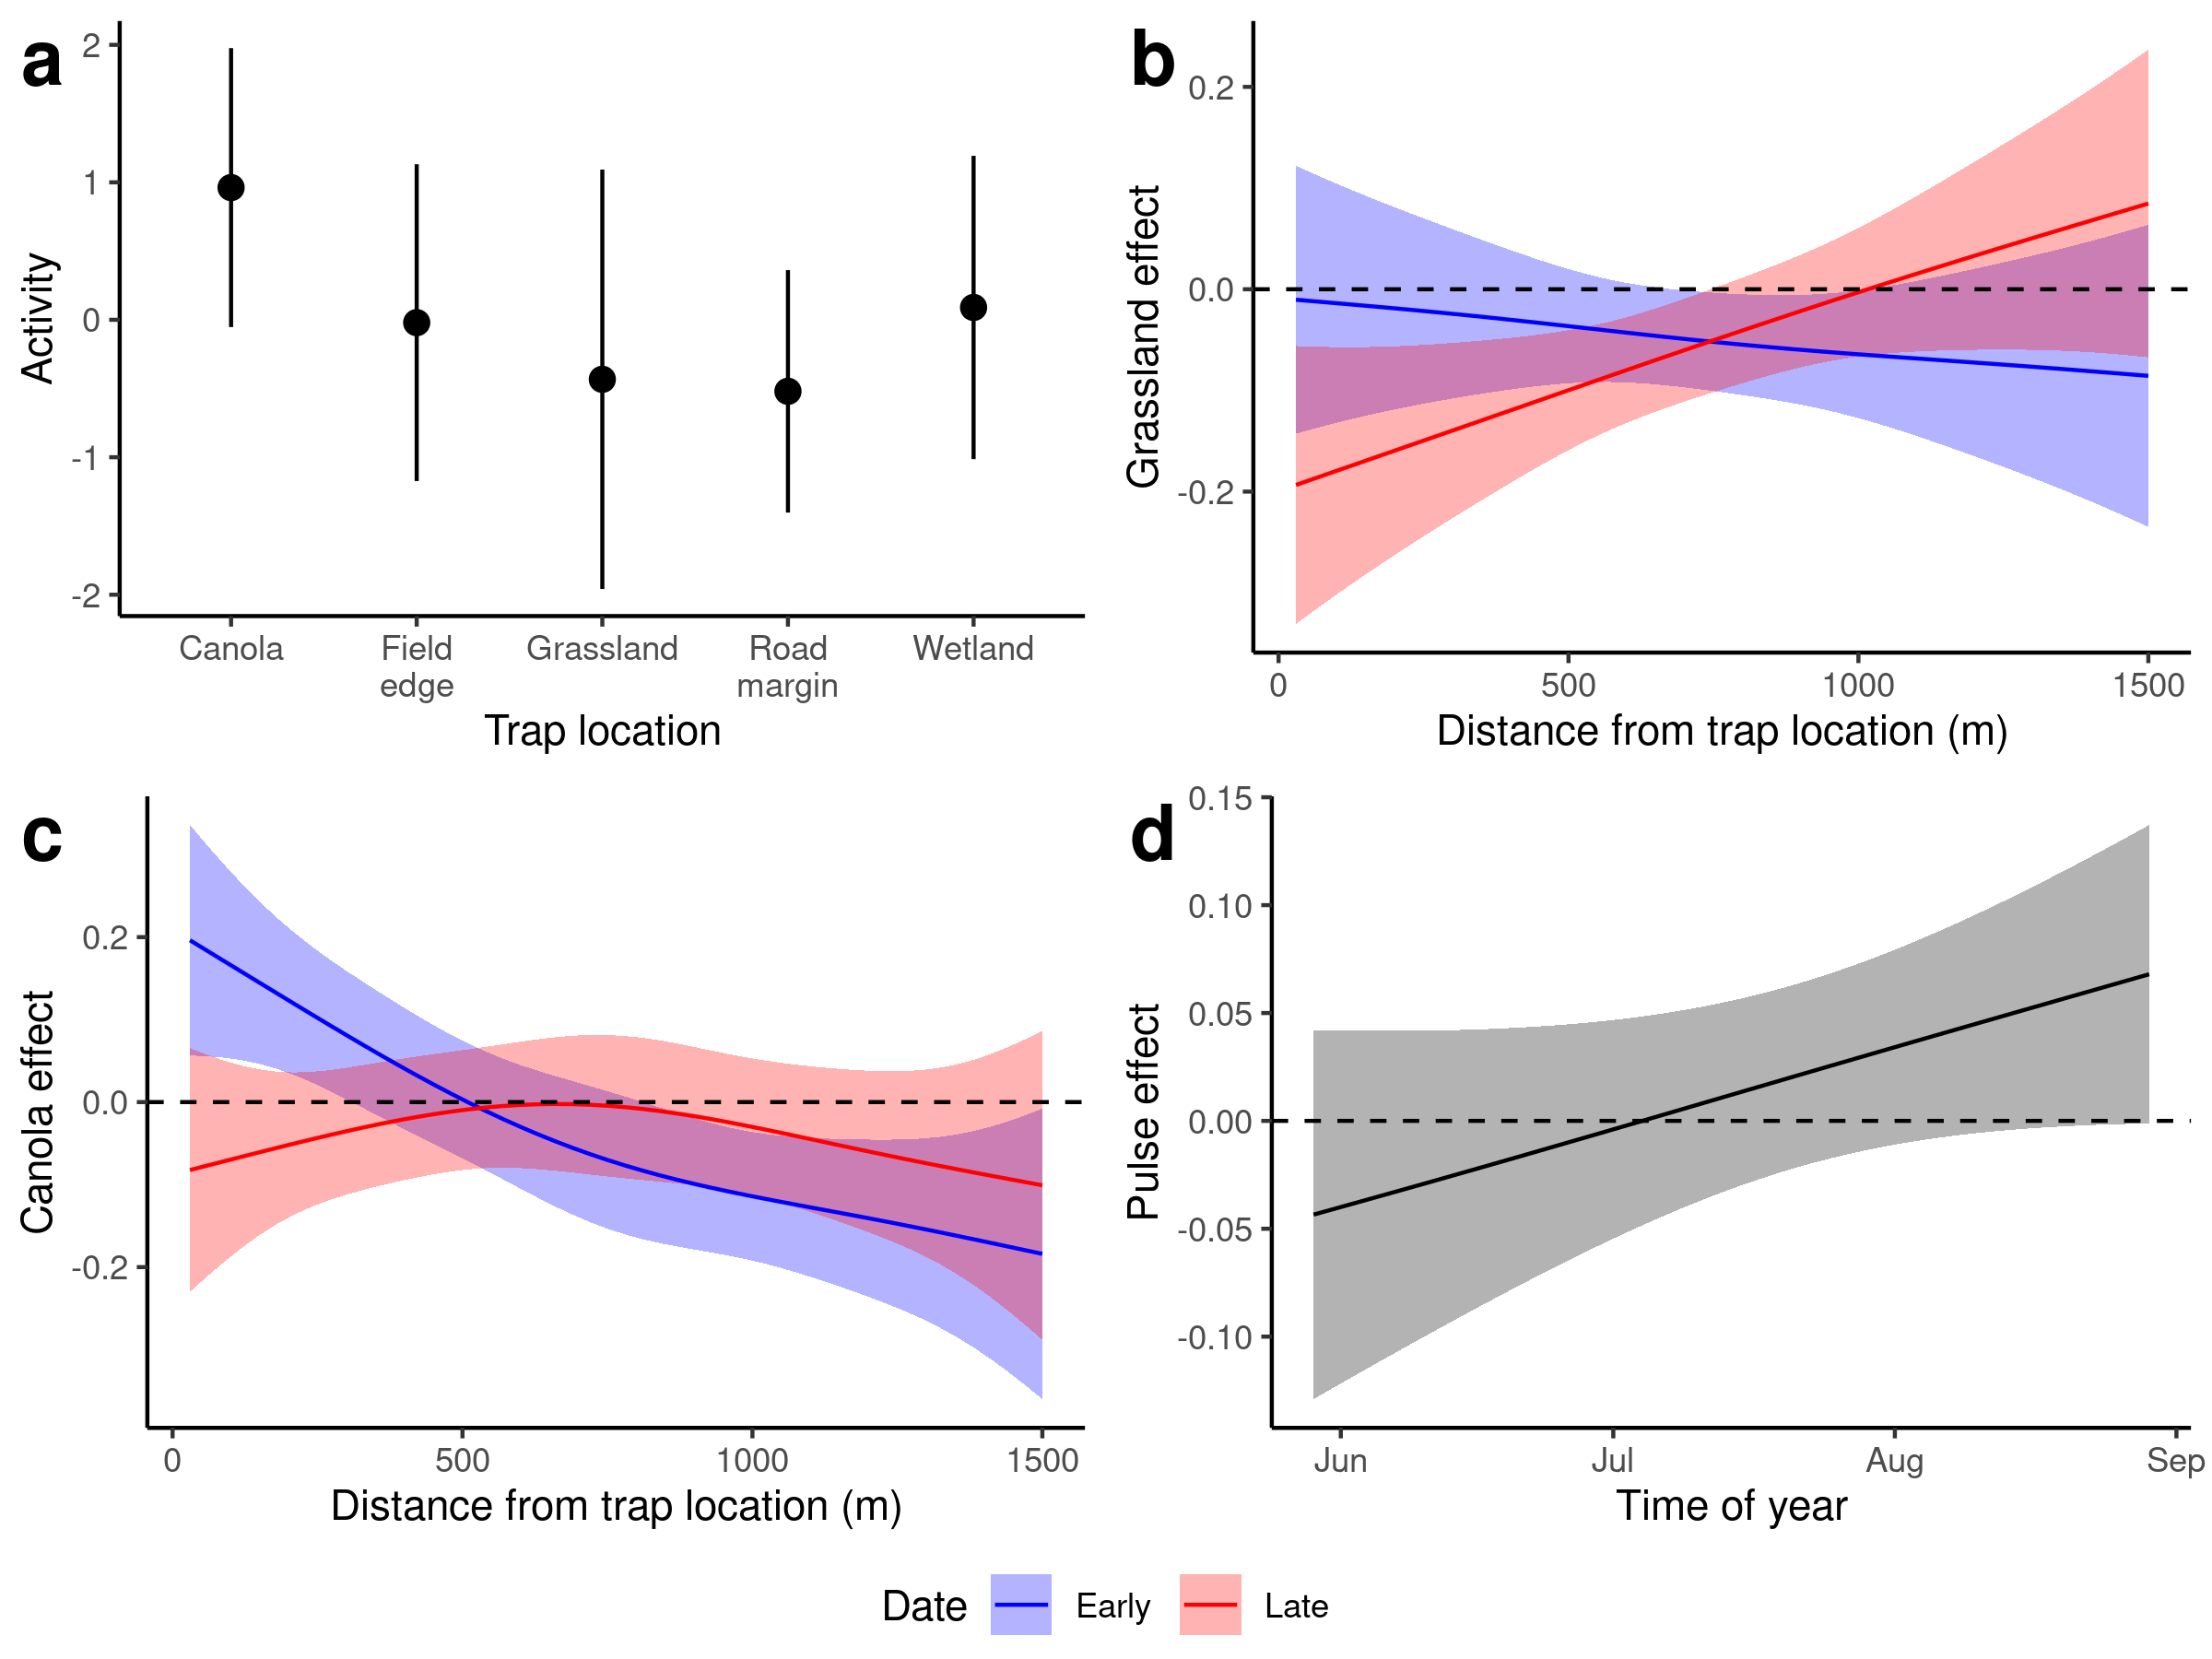 a
Activity
2
1
0
-1
-2
Canola
Field
edge
Grassland
Road
margin
Wetland
Trap location
b
Grassland effect
0.2
0.0
-0.2
0
500
1000
1500
Distance from trap location (m)
c
Canola effect
0.2
0.0
-0.2
0
500
1000
1500
Distance from trap location (m)
d
Pulse effect
0.15
0.10
0.05
0.00
-0.05
-0.10
Jun
Jul
Aug
Sep
Time of year
Date
Early
Late